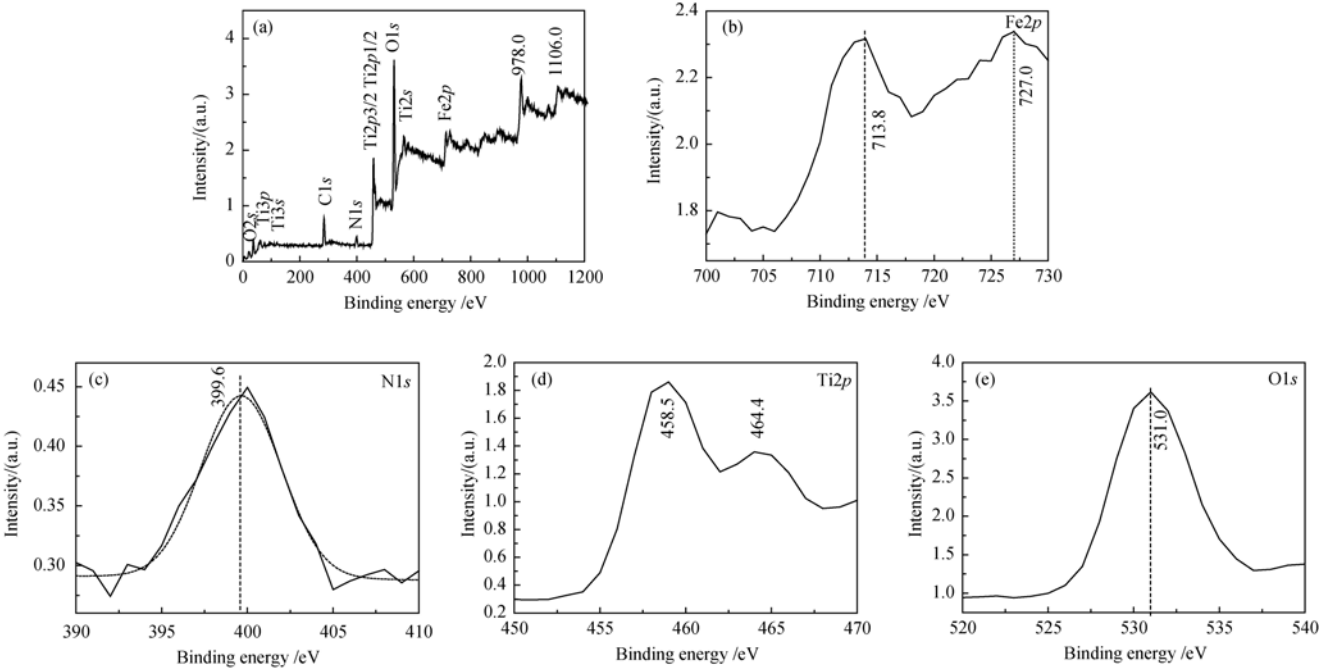 (a)
Intensity/(a.u.)
4
3
2
1
0
O2s
Ti3p
Ti3s
C1s
N1s
Ti2p3/2 Ti2p1/2
O1s
Ti2s
Fe2p
978.0
1106.0
0 200 400 600 800 1000 1200
Binding energy /eV
(b)
Fe2p
Intensity/(a.u.)
2.4
2.2
2.0
1.8
713.8
727.0
700 705 710 715 720 725 730
Binding energy /eV
(c)
N1s
Intensity/(a.u.)
0.45
0.40
0.35
0.30
399.6
390 395 400 405 410
Binding energy /eV
(d)
Ti2p
Intensity/(a.u.)
2.0
1.8
1.6
1.4
1.2
1.0
0.8
0.6
0.4
0.2
458.5
464.4
450 455 460 465 470
Binding energy /eV
(e)
O1s
Intensity/(a.u.)
4.0
3.5
3.0
2.5
2.0
1.5
1.0
531.0
520 525 530 535 540
Binding energy /eV